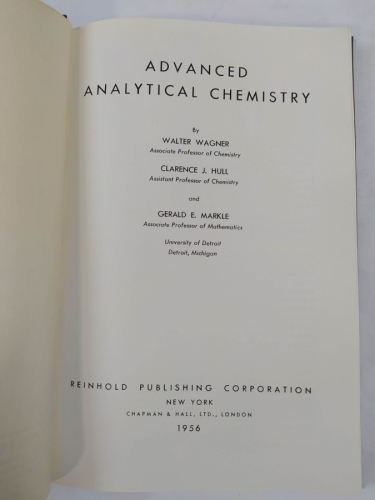 ADVANCED
ANALYTICAL CHEMISTRY
By
WALTER WAGNER
Associate Professor of Chemistry
CLARENCE J. HULL
Assistant Professor of Chemistry
and
GERALD E. MARKLE
Associate Professor of Mathematics
University of Detroit
Detroit, Michigan
REINHOLD PUBLISHING CORPORATION
NEW YORK
CHAPMAN & HALL, LTD., LONDON
1956